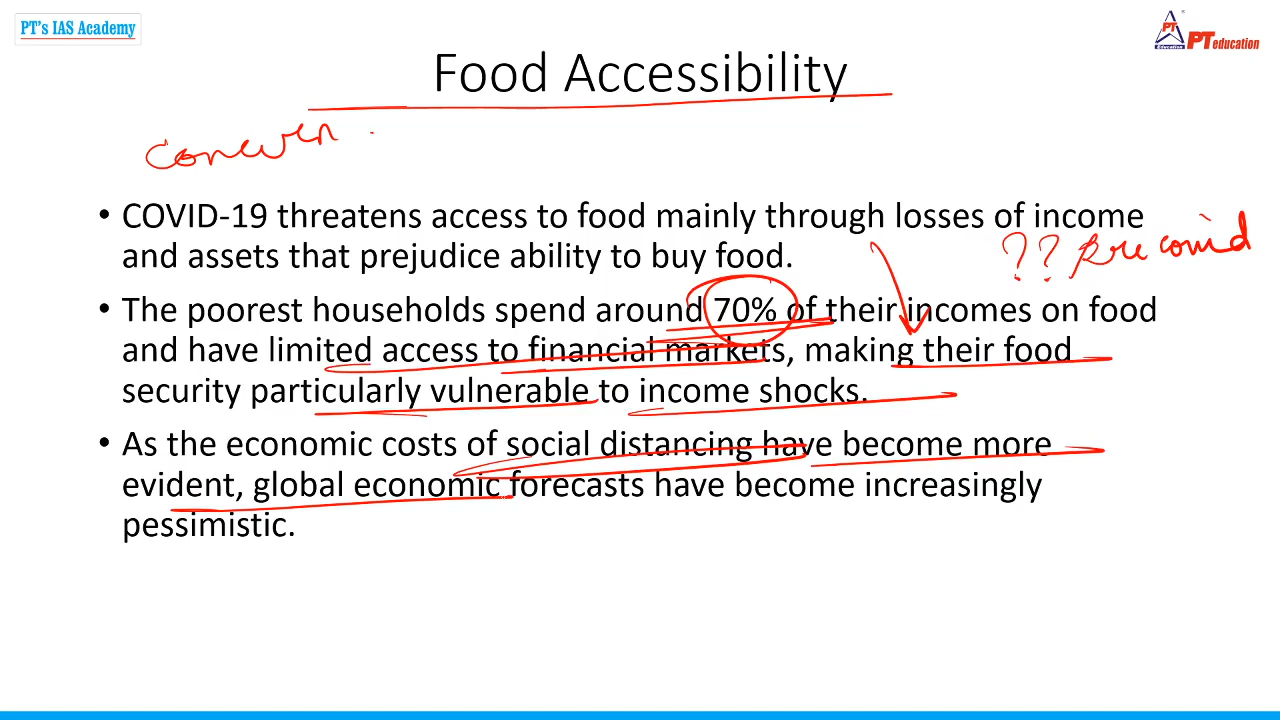 PT's IAS Academy
PT
Education
PT education
Food Accessibility
• COVID-19 threatens access to food mainly through losses of income
and assets that prejudice ability to buy food.
?? Pre covid
• The poorest households spend around 70% of their incomes on food
and have limited access to financial markets, making their food
security particularly vulnerable to income shocks.
• As the economic costs of social distancing have become more
evident, global economic forecasts have become increasingly
pessimistic.